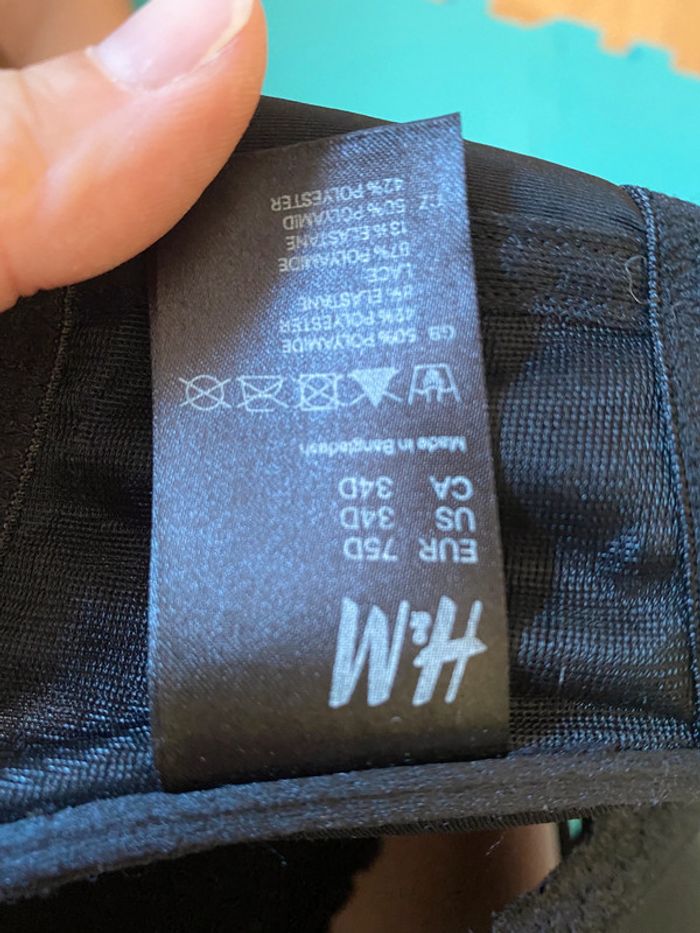 H&M
EUR 75D
US 34D
CA 34D
Made in Bangladesh
GB 50% POLYAMIDE
42% POLYESTER
8% ELASTANE
LACE
87% POLYAMIDE
13% ELASTANE
50% POLYAMID
42% POLYESTER